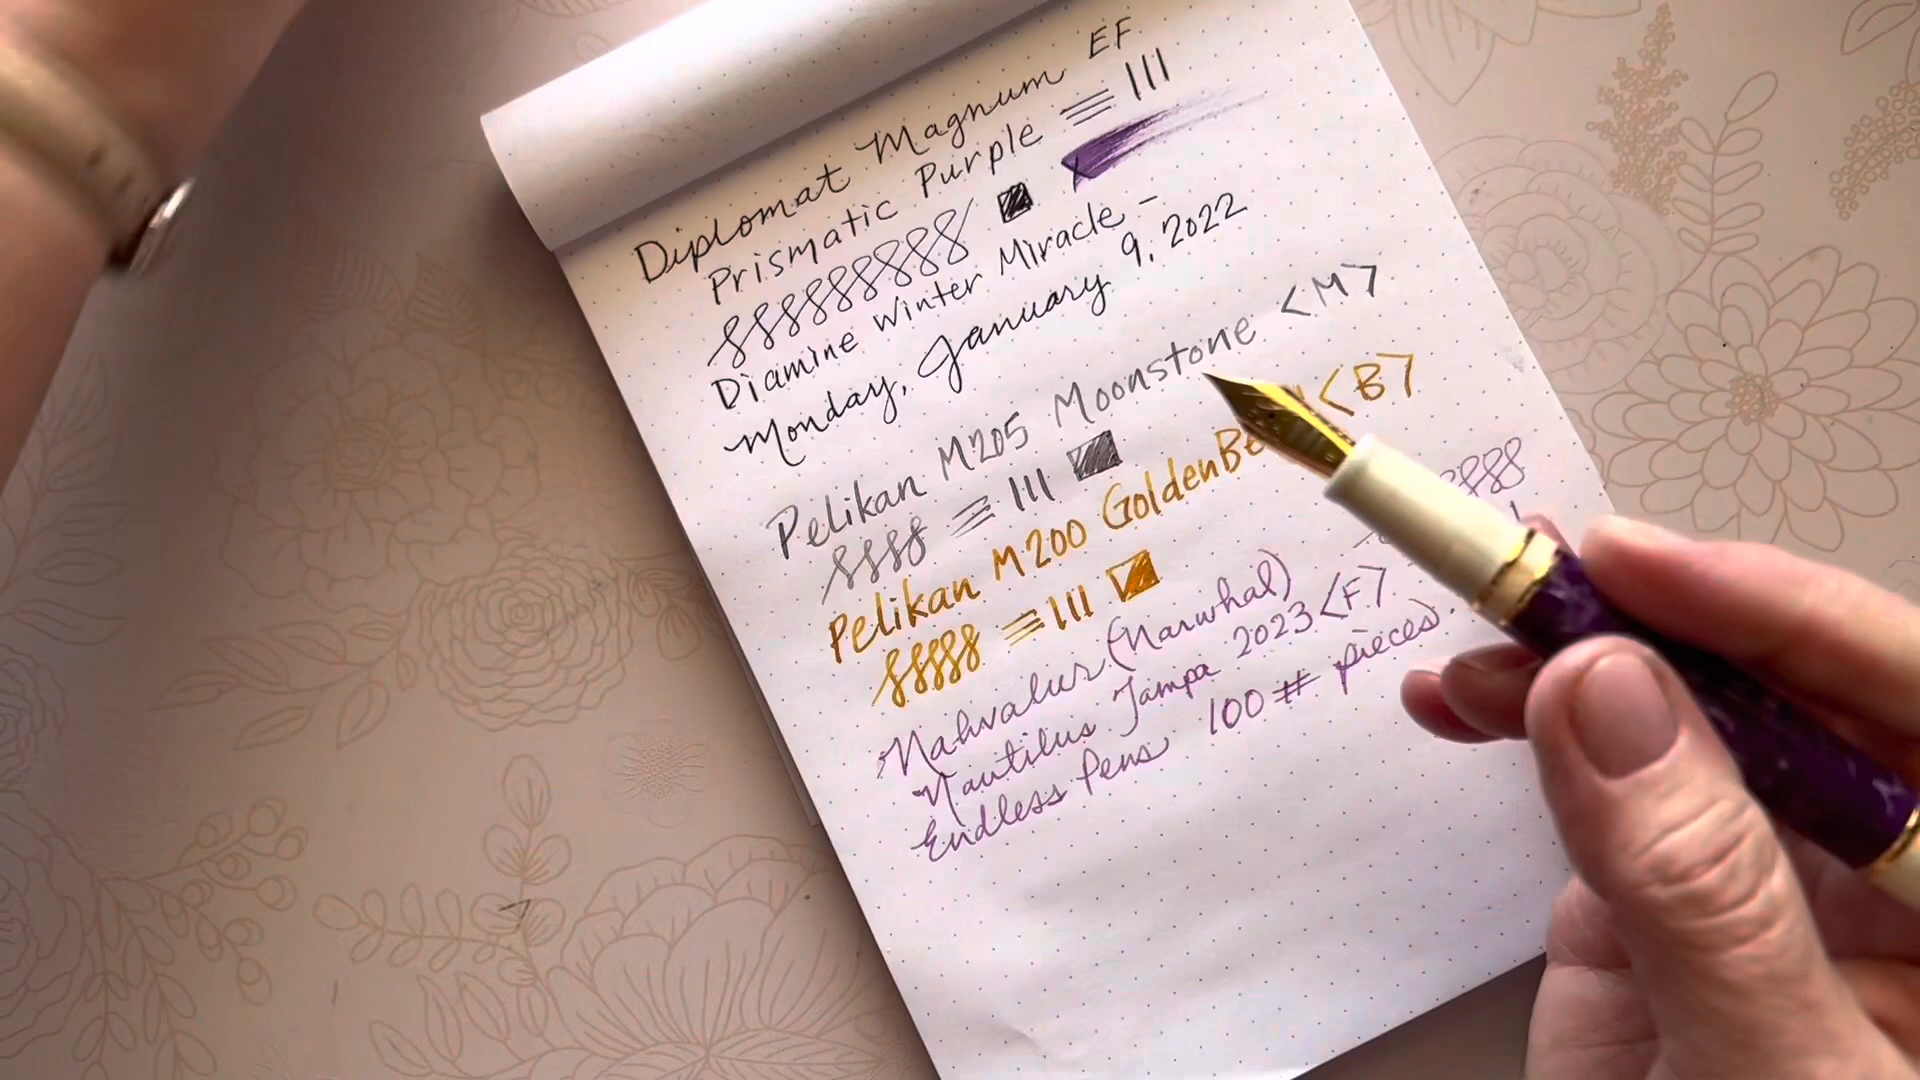 Diplomat Magnum EF
Prismatic Purple
Diamine Winter Miracle -
Monday, January 9, 2022
Pelikan M205 Moonstone <M>
Pelikan M200 <B>
Nahvalur (Narwhal)
Nautilus Tampa 2023 <F>
Endless Pens 100 # pieces.